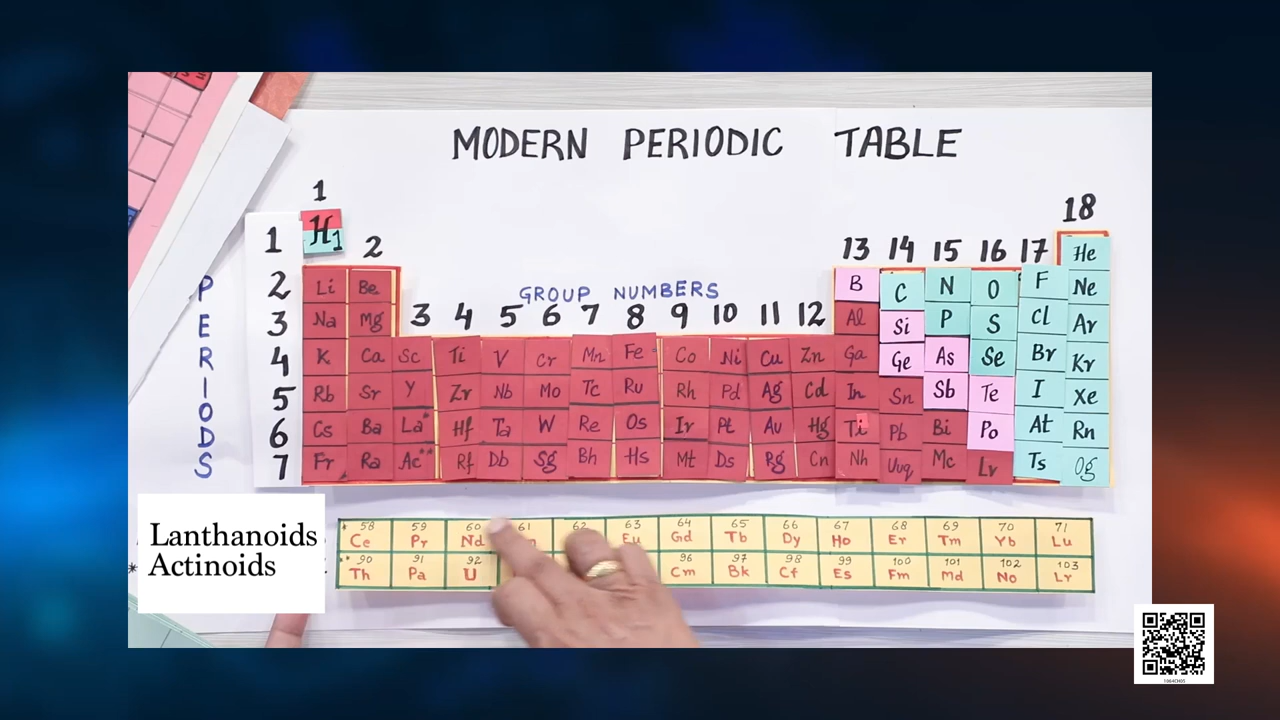 MODERN PERIODIC TABLE
1
18
1 H1 2 13 14 15 16 17 He
2 Li Be GROUP NUMBERS B C N O F Ne
3 Na Mg 3 4 5 6 7 8 9 10 11 12 Al Si P S Cl Ar
4 K Ca Sc Ti V Cr Mn Fe Co Ni Cu Zn Ga Ge As Se Br Kr
5 Rb Sr Y Zr Nb Mo Tc Ru Rh Pd Ag Cd In Sn Sb Te I Xe
6 Cs Ba La* Hf Ta W Re Os Ir Pt Au Hg Pb Bi Po At Rn
7 Fr Ra Ac** Rf Db Sg Bh Hs Mt Ds Rg Cn Nh Uuq Mc Lv Ts Og
PERIODS
Lanthanoids
Actinoids
* 58 59 60 61 62 63 64 65 66 67 68 69 70 71
Ce Pr Nd Eu Gd Tb Dy Ho Er Tm Yb Lu
** 90 91 92 96 97 98 99 100 101 102 103
Th Pa U Cm Bk Cf Es Fm Md No Lr
1064CH05